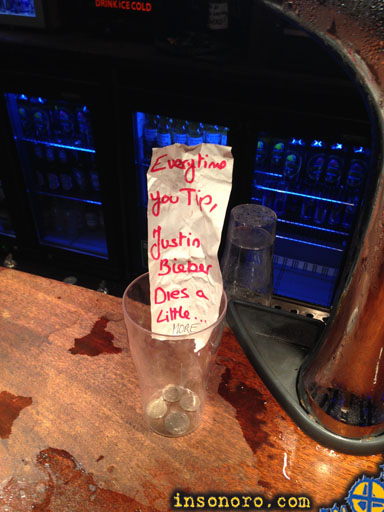 DRINK ICE COLD
Everytime
you Tip,
Justin
Bieber
Dies a
little...
MORE
insonoro.com